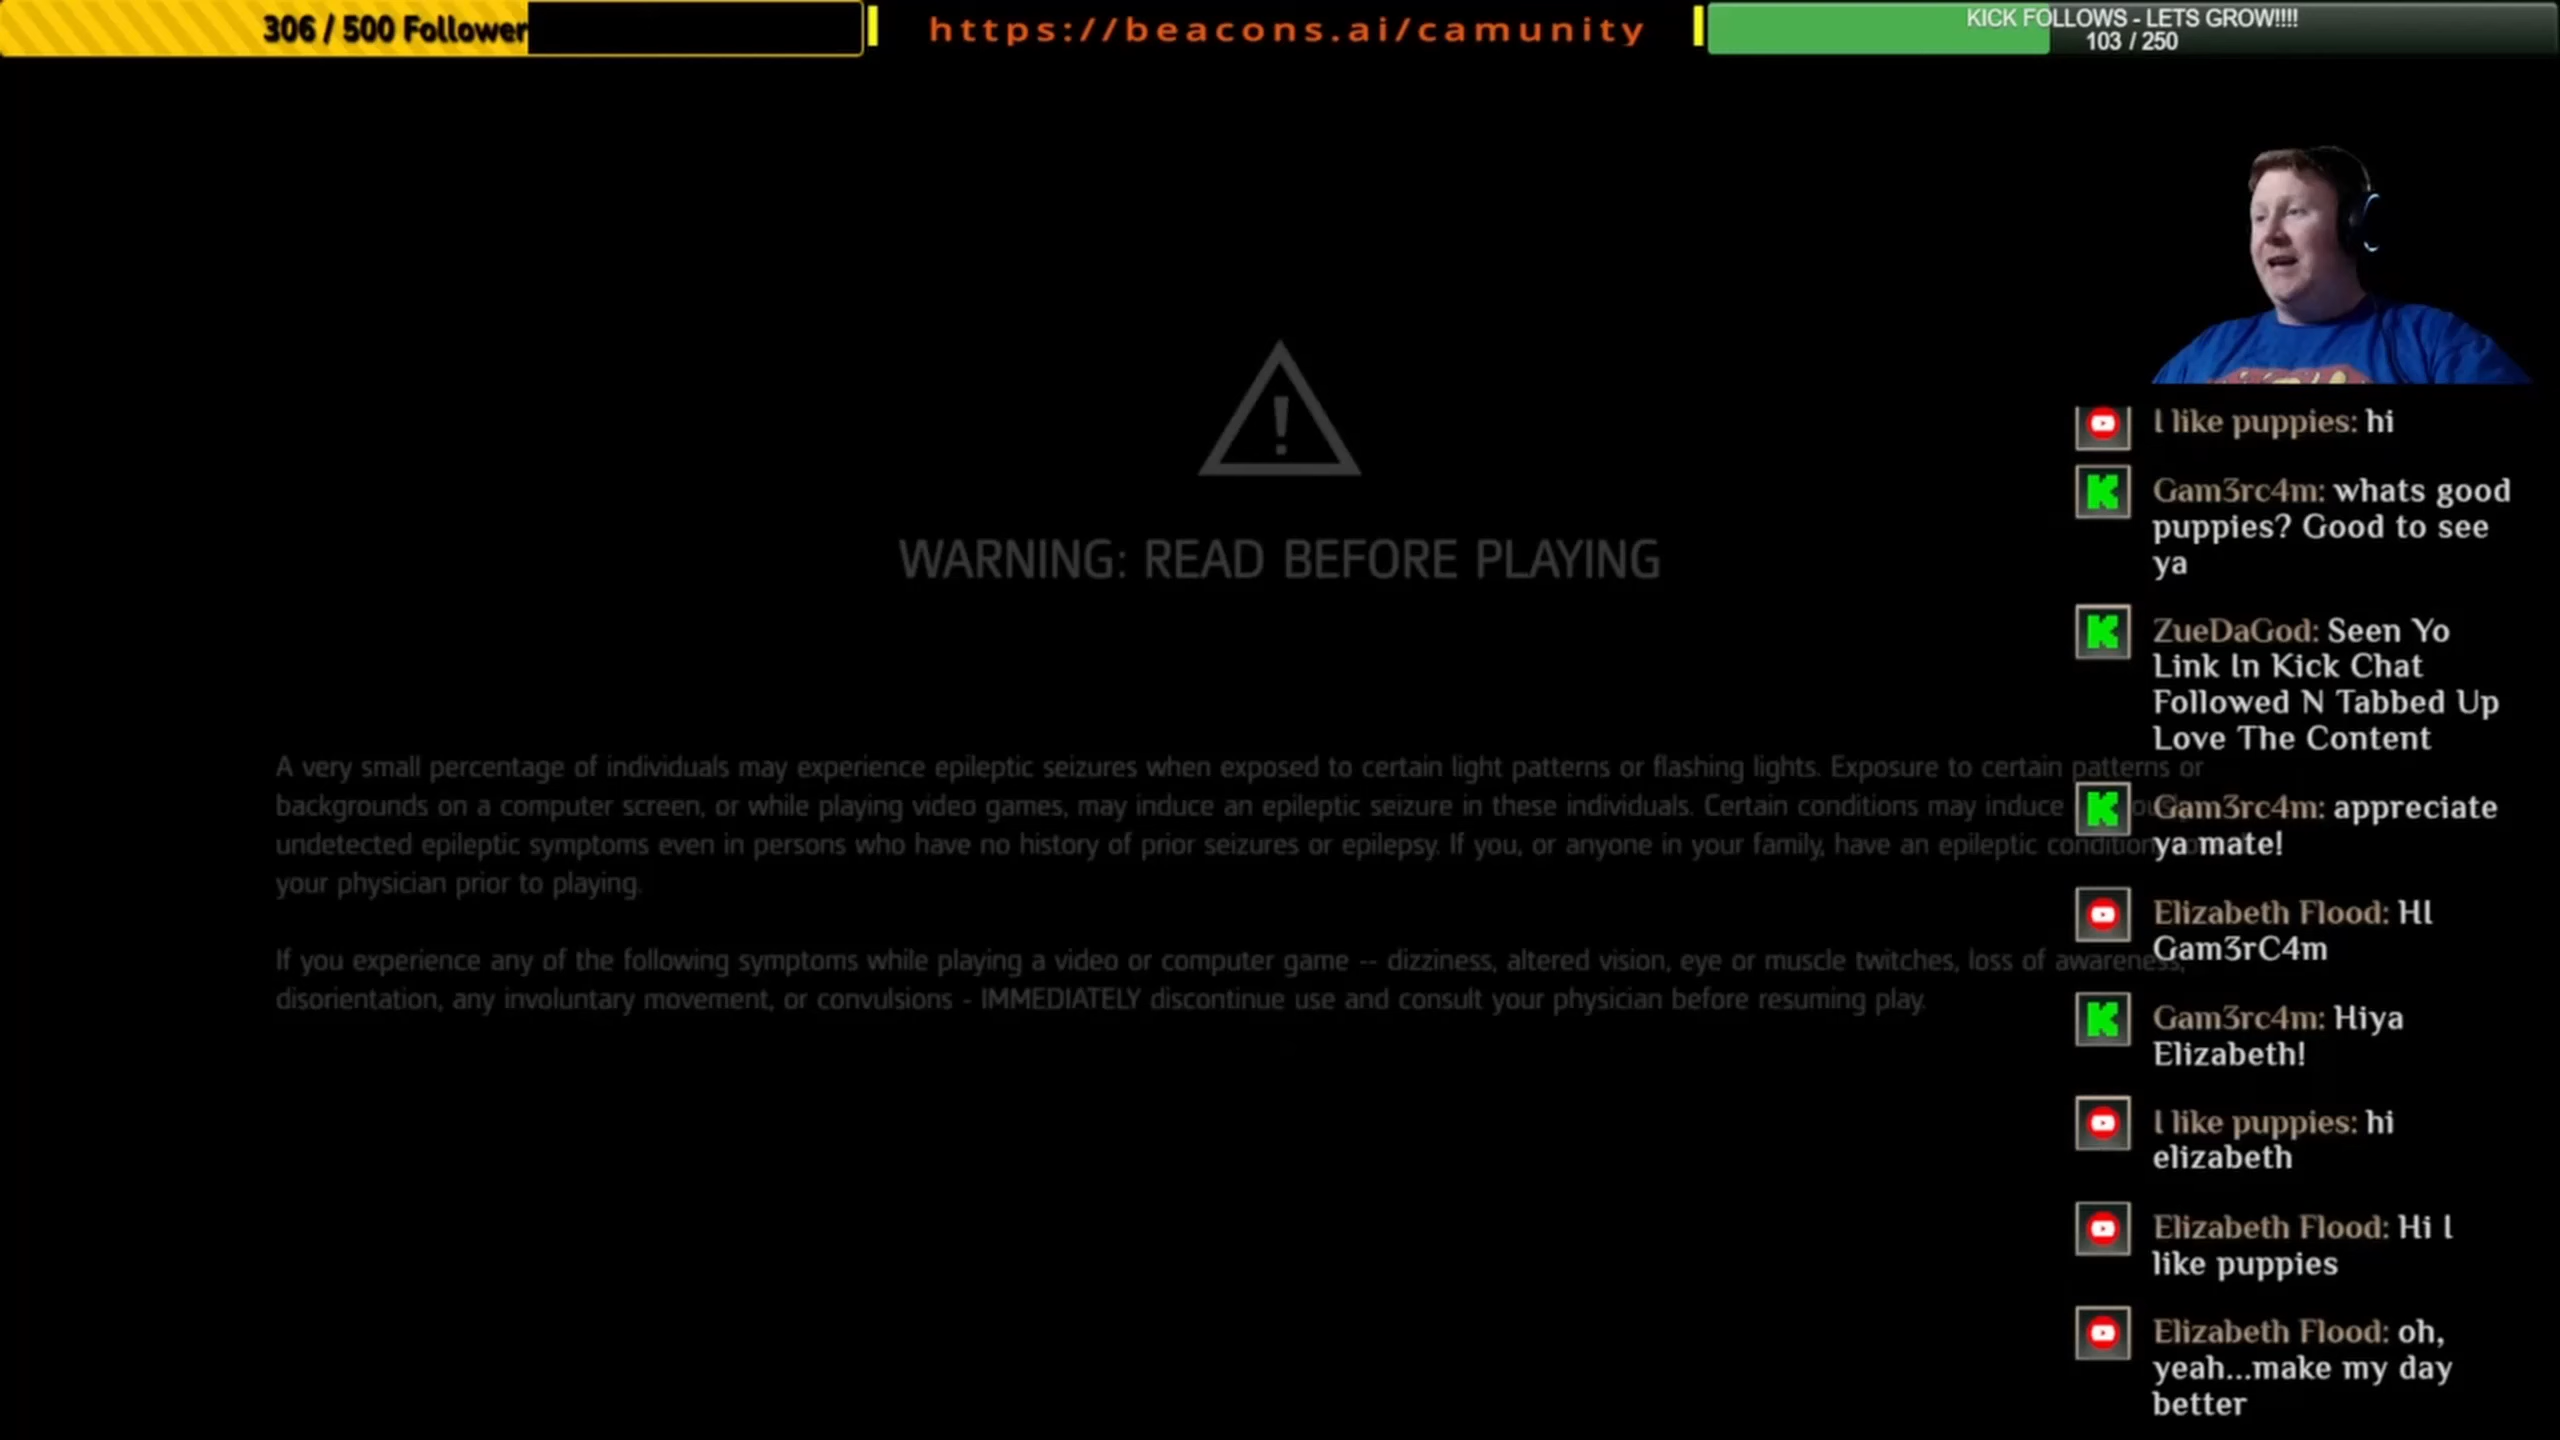 306 / 500 Follower
https://beacons.ai/camunity
KICK FOLLOWS - LETS GROW!!!!
103 / 250
!
WARNING: READ BEFORE PLAYING
A very small percentage of individuals may experience epileptic seizures when exposed to certain light patterns or flashing lights. Exposure to certain patterns or
backgrounds on a computer screen, or while playing video games, may induce an epileptic seizure in these individuals. Certain conditions may induce
undetected epileptic symptoms even in persons who have no history of prior seizures or epilepsy. If you, or anyone in your family, have an epileptic condition,
your physician prior to playing.
If you experience any of the following symptoms while playing a video or computer game -- dizziness, altered vision, eye or muscle twitches, loss of awareness,
disorientation, any involuntary movement, or convulsions - IMMEDIATELY discontinue use and consult your physician before resuming play.
I like puppies: hi
Gam3rc4m: whats good
puppies? Good to see
ya
ZueDaGod: Seen Yo
Link In Kick Chat
Followed N Tabbed Up
Love The Content
Gam3rc4m: appreciate
ya mate!
Elizabeth Flood: HI
Gam3rC4m
Gam3rc4m: Hiya
Elizabeth!
I like puppies: hi
elizabeth
Elizabeth Flood: Hi I
like puppies
Elizabeth Flood: oh,
yeah...make my day
better